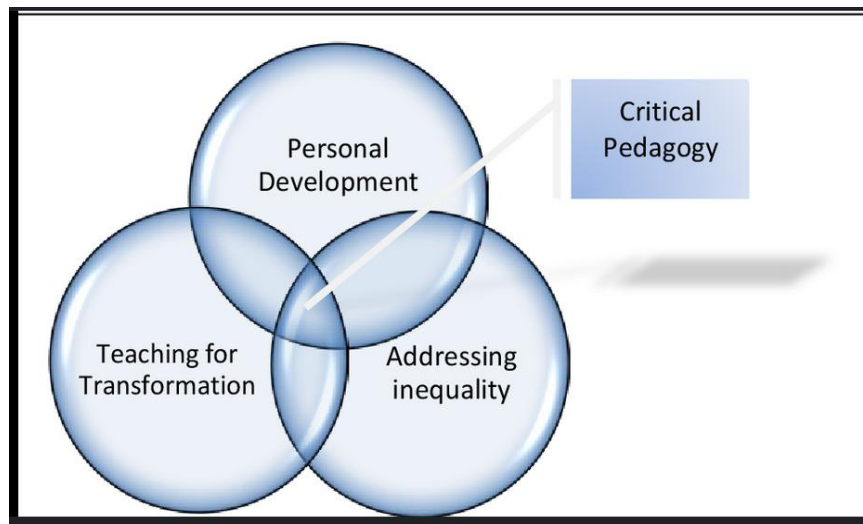 Personal
Development
Critical
Pedagogy
Teaching for
Transformation
Addressing
inequality